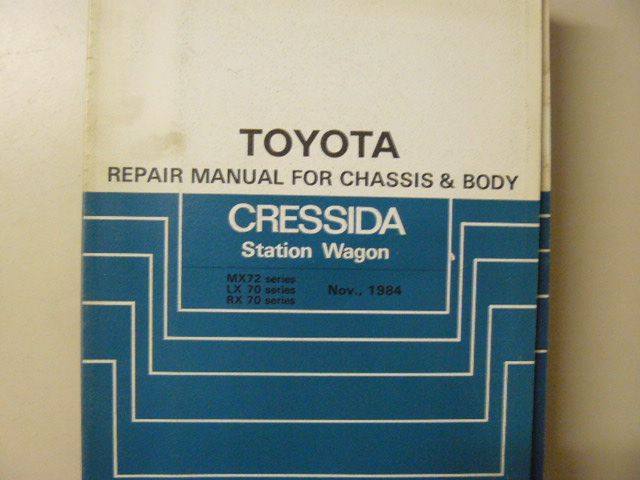 TOYOTA
REPAIR MANUAL FOR CHASSIS & BODY
CRESSIDA
Station Wagon
MX72 series
LX 70 series Nov., 1984
RX 70 series